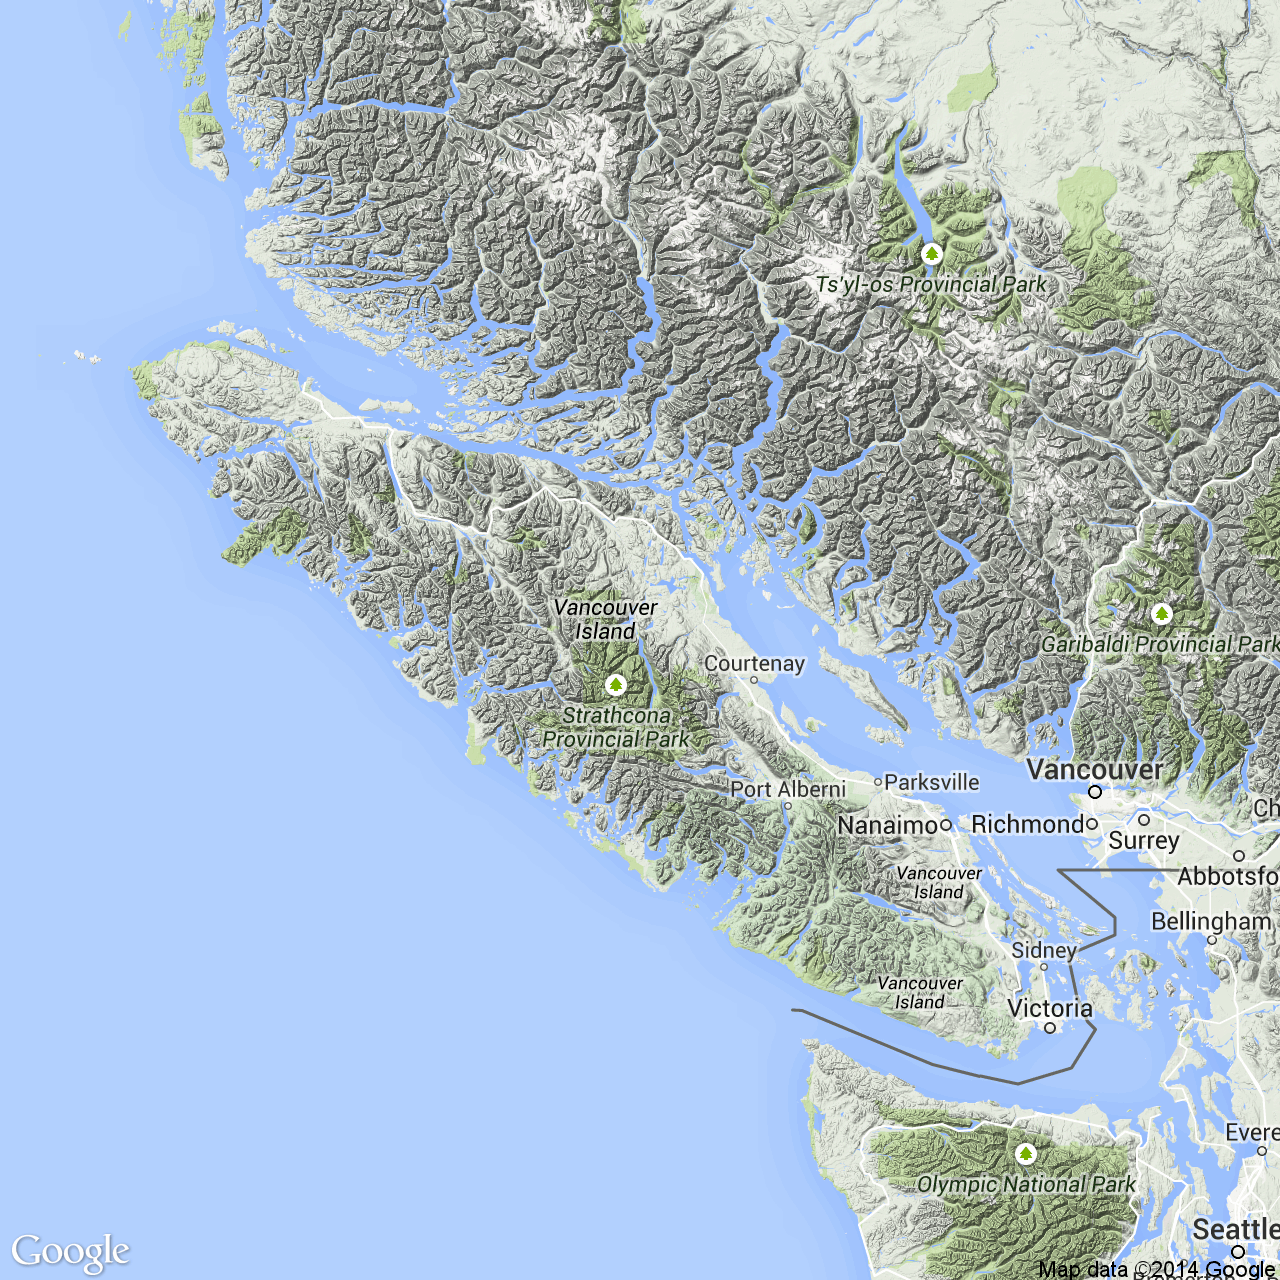 Ts'yl-os Provincial Park
Vancouver
Island
Garibaldi Provincial Park
Courtenay
Strathcona
Provincial Park
Vancouver
Parksville
Port Alberni
Ch
Nanaimo
Richmond
Surrey
Vancouver
Island
Abbotsfo
Bellingham
Sidney
Vancouver
Island
Victoria
Evere
Olympic National Park
Seattle
Google
Map data ©2014 Google